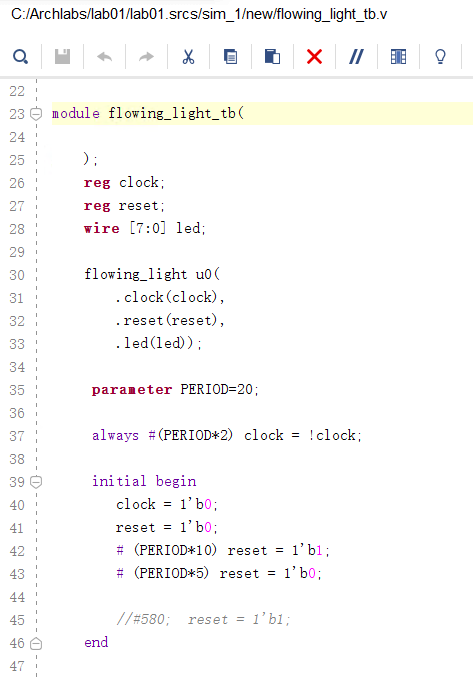 C:/Archlabs/lab01/lab01.srcs/sim_1/new/flowing_light_tb.v
22
23 module flowing_light_tb(
24
25 );
26 reg clock;
27 reg reset;
28 wire [7:0] led;
29
30 flowing_light u0(
31 .clock(clock),
32 .reset(reset),
33 .led(led));
34
35 parameter PERIOD=20;
36
37 always #(PERIOD*2) clock = !clock;
38
39 initial begin
40 clock = 1'b0;
41 reset = 1'b0;
42 # (PERIOD*10) reset = 1'b1;
43 # (PERIOD*5) reset = 1'b0;
44
45 //#580; reset = 1'b1;
46 end
47